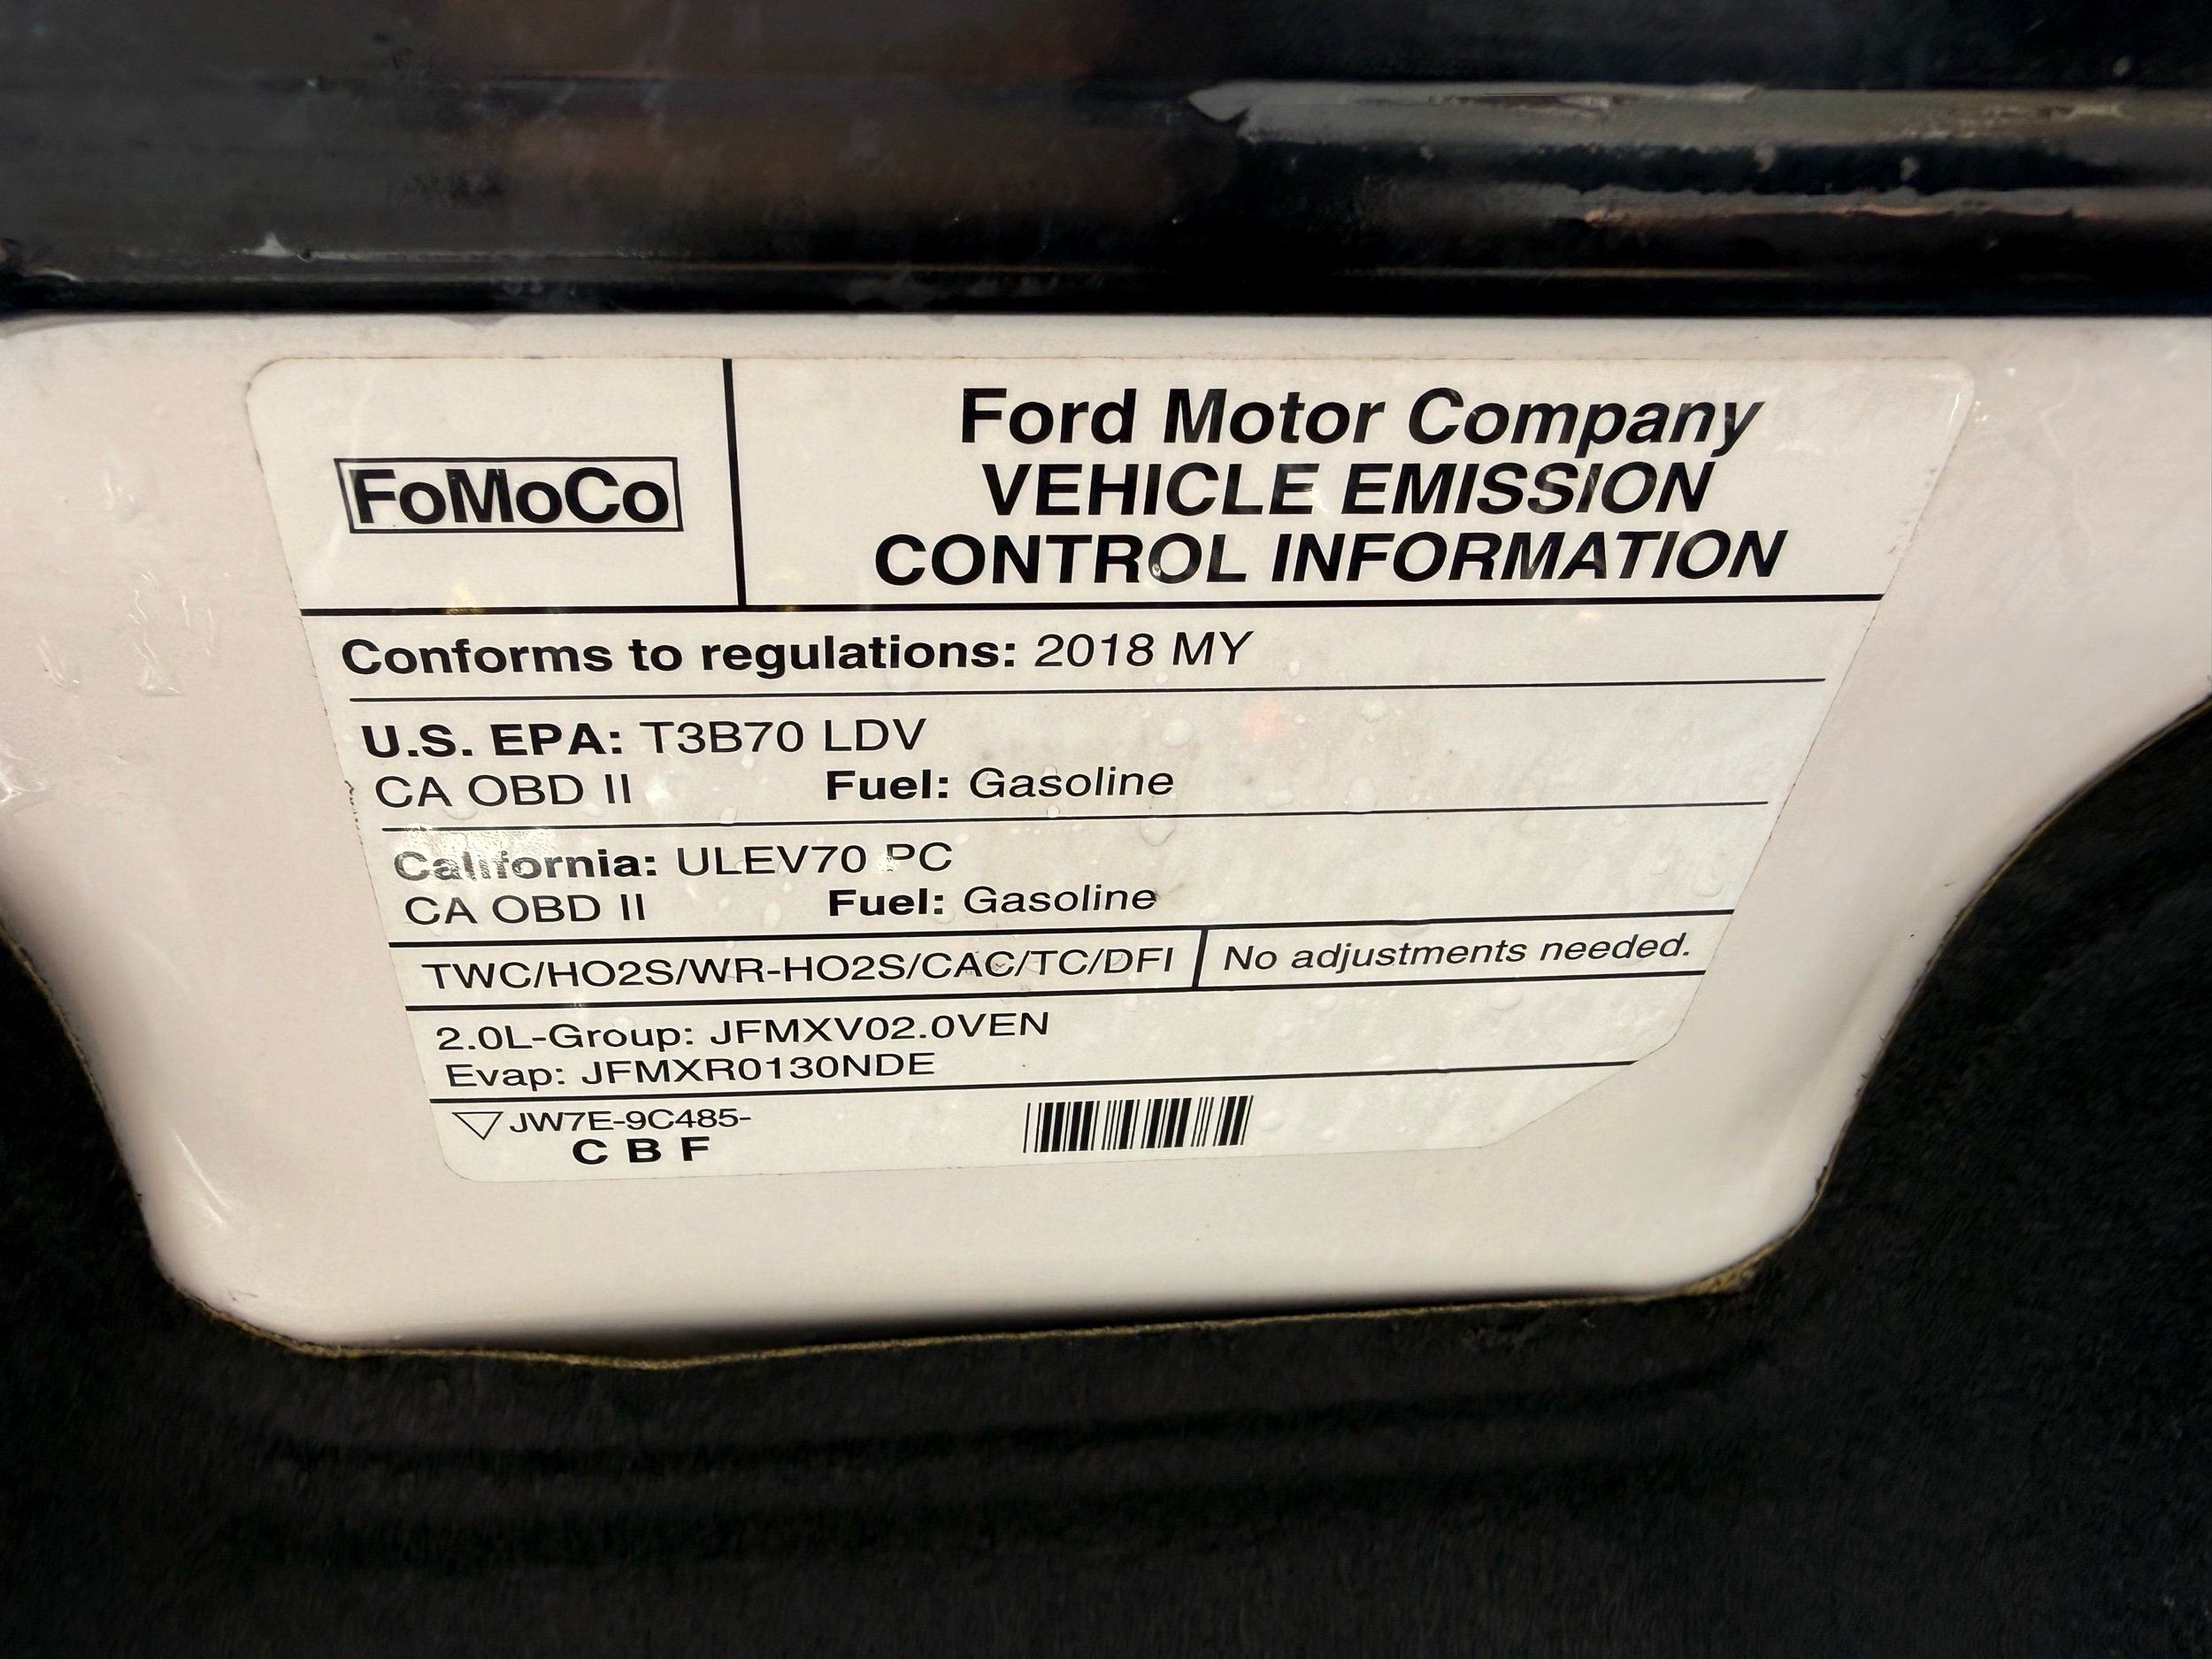 FoMoCo
Ford Motor Company
VEHICLE EMISSION
CONTROL INFORMATION
Conforms to regulations: 2018 MY
U.S. EPA: T3B70 LDV
CA OBD II Fuel: Gasoline
California: ULEV70 PC
CA OBD II Fuel: Gasoline
TWC/HO2S/WR-HO2S/CAC/TC/DFI No adjustments needed.
2.0L-Group: JFMXV02.0VEN
Evap: JFMXR0130NDE
JW7E-9C485-
C B F